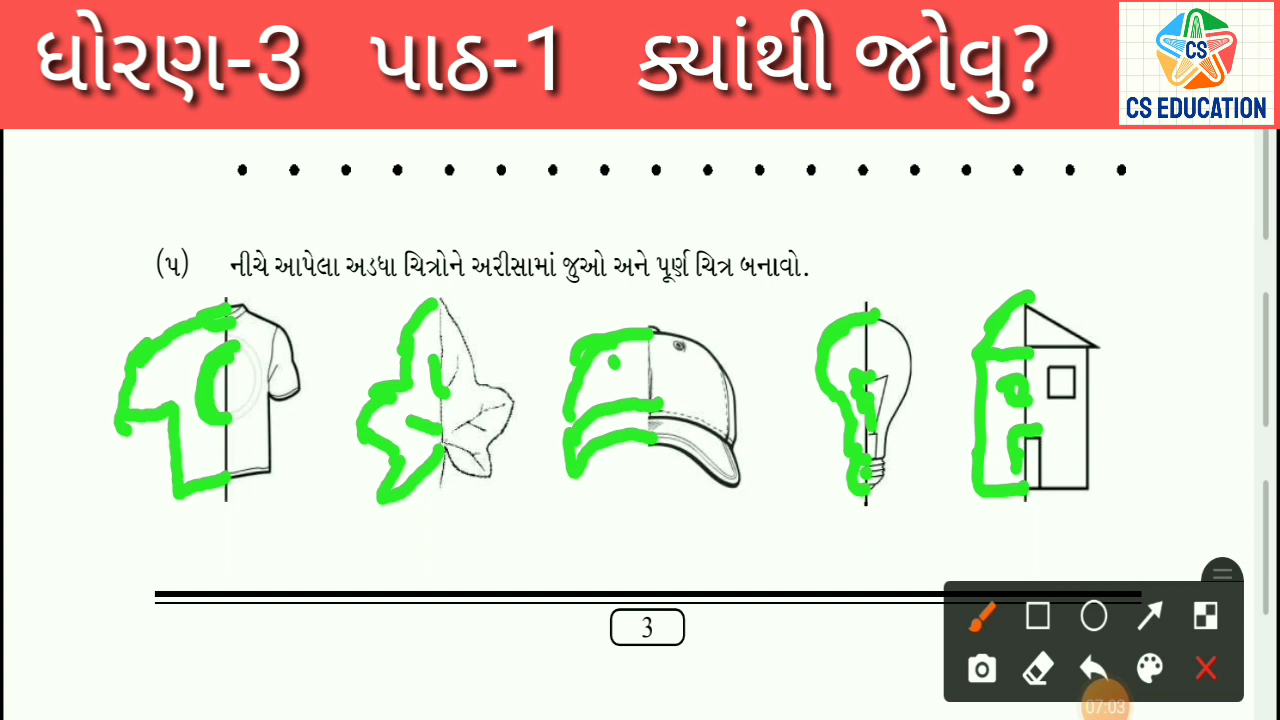 ધોરણ-3 પાઠ-1 ક્યાંથી જોવુ?
CS
CS EDUCATION
(૫) નીચે આપેલા અડધા ચિત્રોને અરીસામાં જુઓ અને પૂર્ણ ચિત્ર બનાવો.
3
07:03